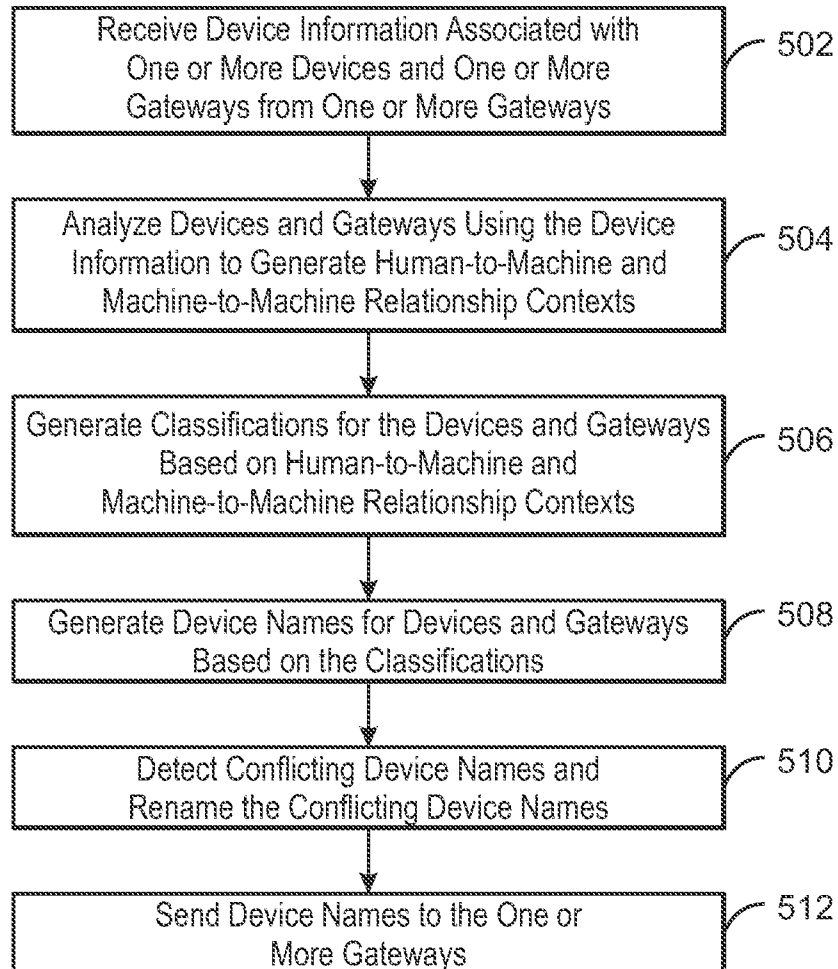 Receive Device Information Associated with
One or More Devices and One or More
Gateways from One or More Gateways
502
Analyze Devices and Gateways Using the Device
Information to Generate Human-to-Machine and
Machine-to-Machine Relationship Contexts
504
Generate Classifications for the Devices and Gateways
Based on Human-to-Machine and
Machine-to-Machine Relationship Contexts
506
Generate Device Names for Devices and Gateways
Based on the Classifications
508
Detect Conflicting Device Names and
Rename the Conflicting Device Names
510
Send Device Names to the One or
More Gateways
512